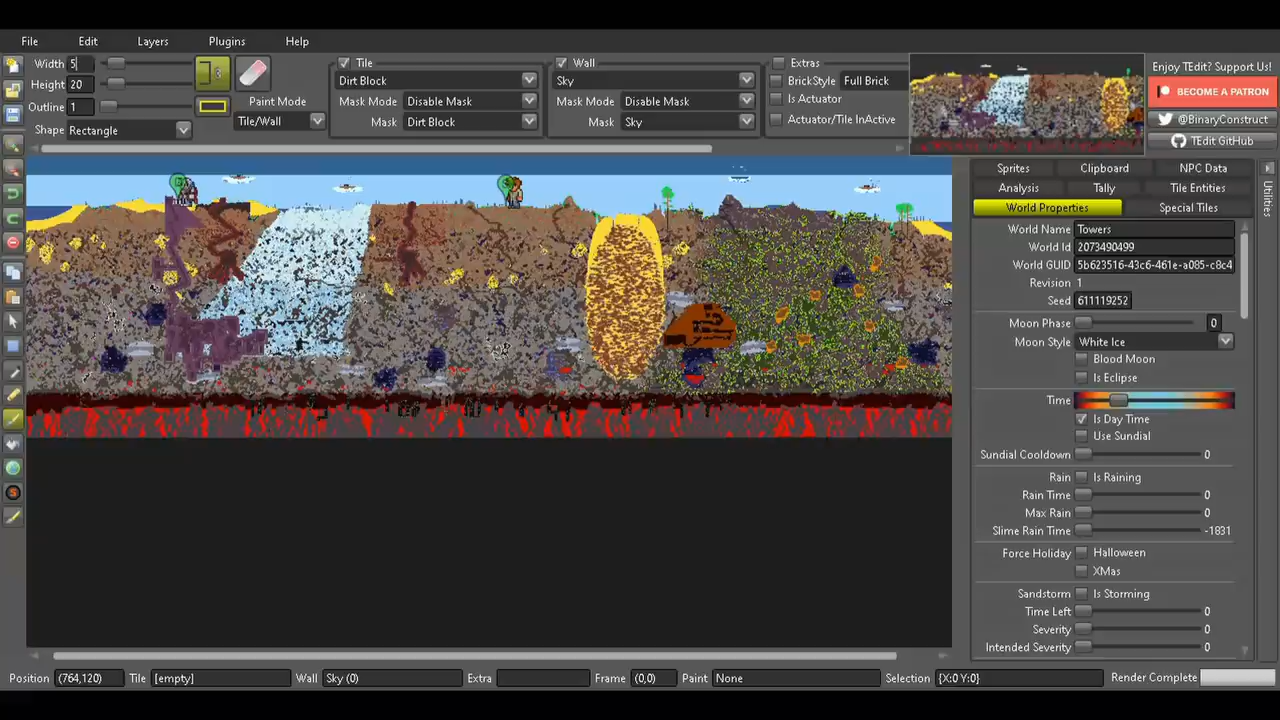 File Edit Layers Plugins Help
Width 5
Height 20
Outline 1
Shape Rectangle
Paint Mode
Tile/Wall
Tile
Dirt Block
Mask Mode Disable Mask
Mask Dirt Block
Wall
Sky
Mask Mode Disable Mask
Mask Sky
Extras
BrickStyle Full Brick
Is Actuator
Actuator/Tile InActive
Enjoy TEdit? Support Us!
BECOME A PATRON
@BinaryConstruct
TEdit GitHub
Sprites Clipboard NPC Data
Analysis Tally Tile Entities
World Properties Special Tiles
Utilities
World Name Towers
World Id 2073490499
World GUID 5b623516-43c6-461e-a085-c8c4
Revision 1
Seed 611119252
Moon Phase 0
Moon Style White Ice
Blood Moon
Is Eclipse
Time
Is Day Time
Use Sundial
Sundial Cooldown 0
Rain Is Raining
Rain Time 0
Max Rain 0
Slime Rain Time -1831
Force Holiday Halloween
XMas
Sandstorm Is Storming
Time Left 0
Severity 0
Intended Severity 0
Position (764,120) Tile [empty] Wall Sky (0) Extra Frame (0,0) Paint None Selection {X:0 Y:0} Render Complete